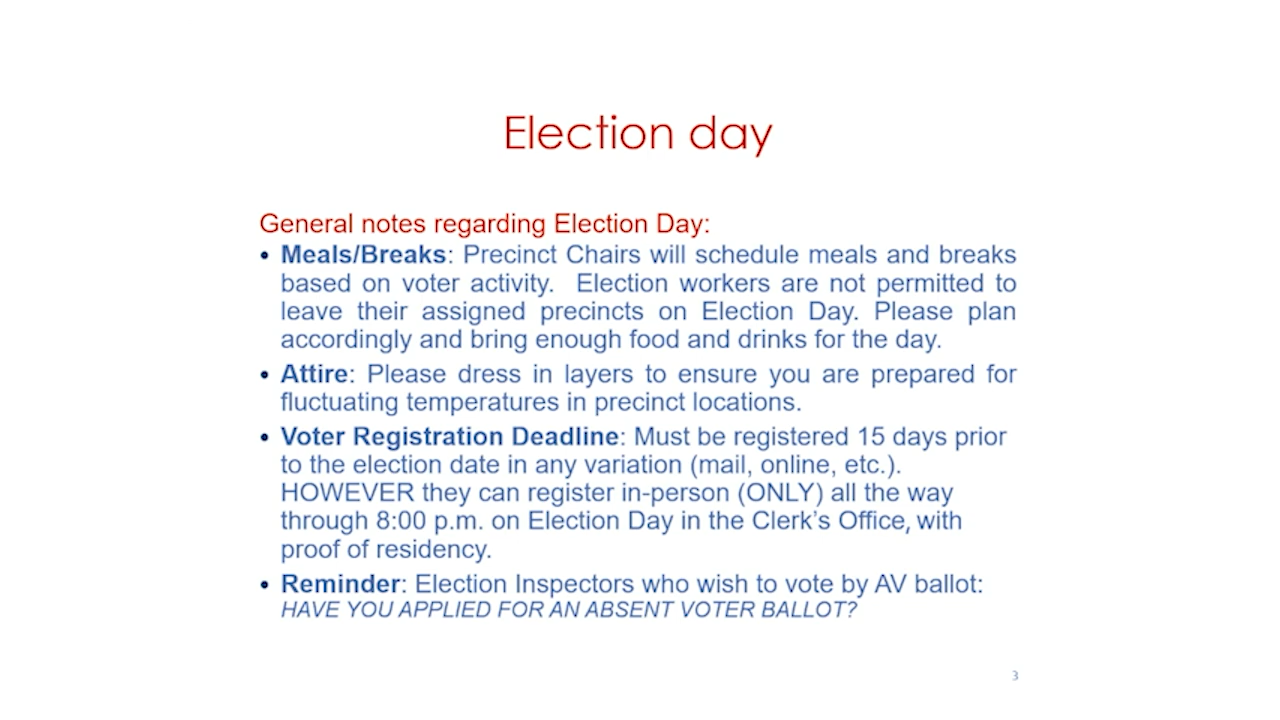 Election day
General notes regarding Election Day:
• Meals/Breaks: Precinct Chairs will schedule meals and breaks
based on voter activity.  Election workers are not permitted to
leave their assigned precincts on Election Day. Please plan
accordingly and bring enough food and drinks for the day.
• Attire: Please dress in layers to ensure you are prepared for
fluctuating temperatures in precinct locations.
• Voter Registration Deadline: Must be registered 15 days prior
to the election date in any variation (mail, online, etc.).
HOWEVER they can register in-person (ONLY) all the way
through 8:00 p.m. on Election Day in the Clerk’s Office, with
proof of residency.
• Reminder: Election Inspectors who wish to vote by AV ballot:
HAVE YOU APPLIED FOR AN ABSENT VOTER BALLOT?
3